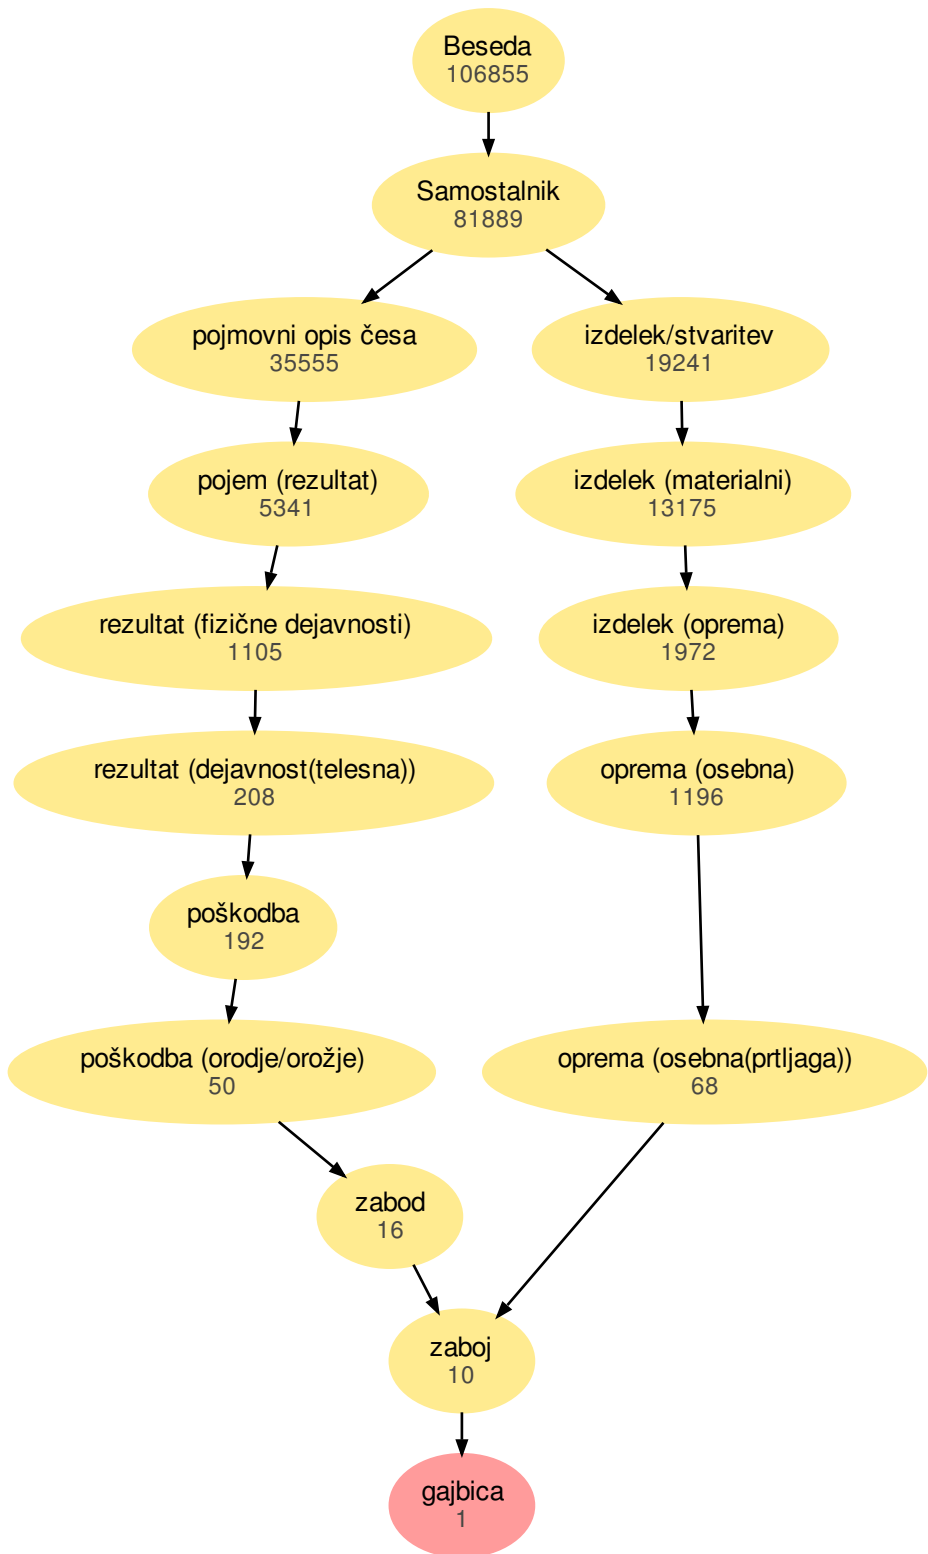 Beseda
106855
Samostalnik
81889
pojmovni opis česa
35555
izdelek/stvaritev
19241
pojem (rezultat)
5341
izdelek (materialni)
13175
rezultat (fizične dejavnosti)
1105
izdelek (oprema)
1972
rezultat (dejavnost(telesna))
208
oprema (osebna)
1196
poškodba
192
poškodba (orodje/orožje)
50
oprema (osebna(prtljaga))
68
zabod
16
zaboj
10
gajbica
1